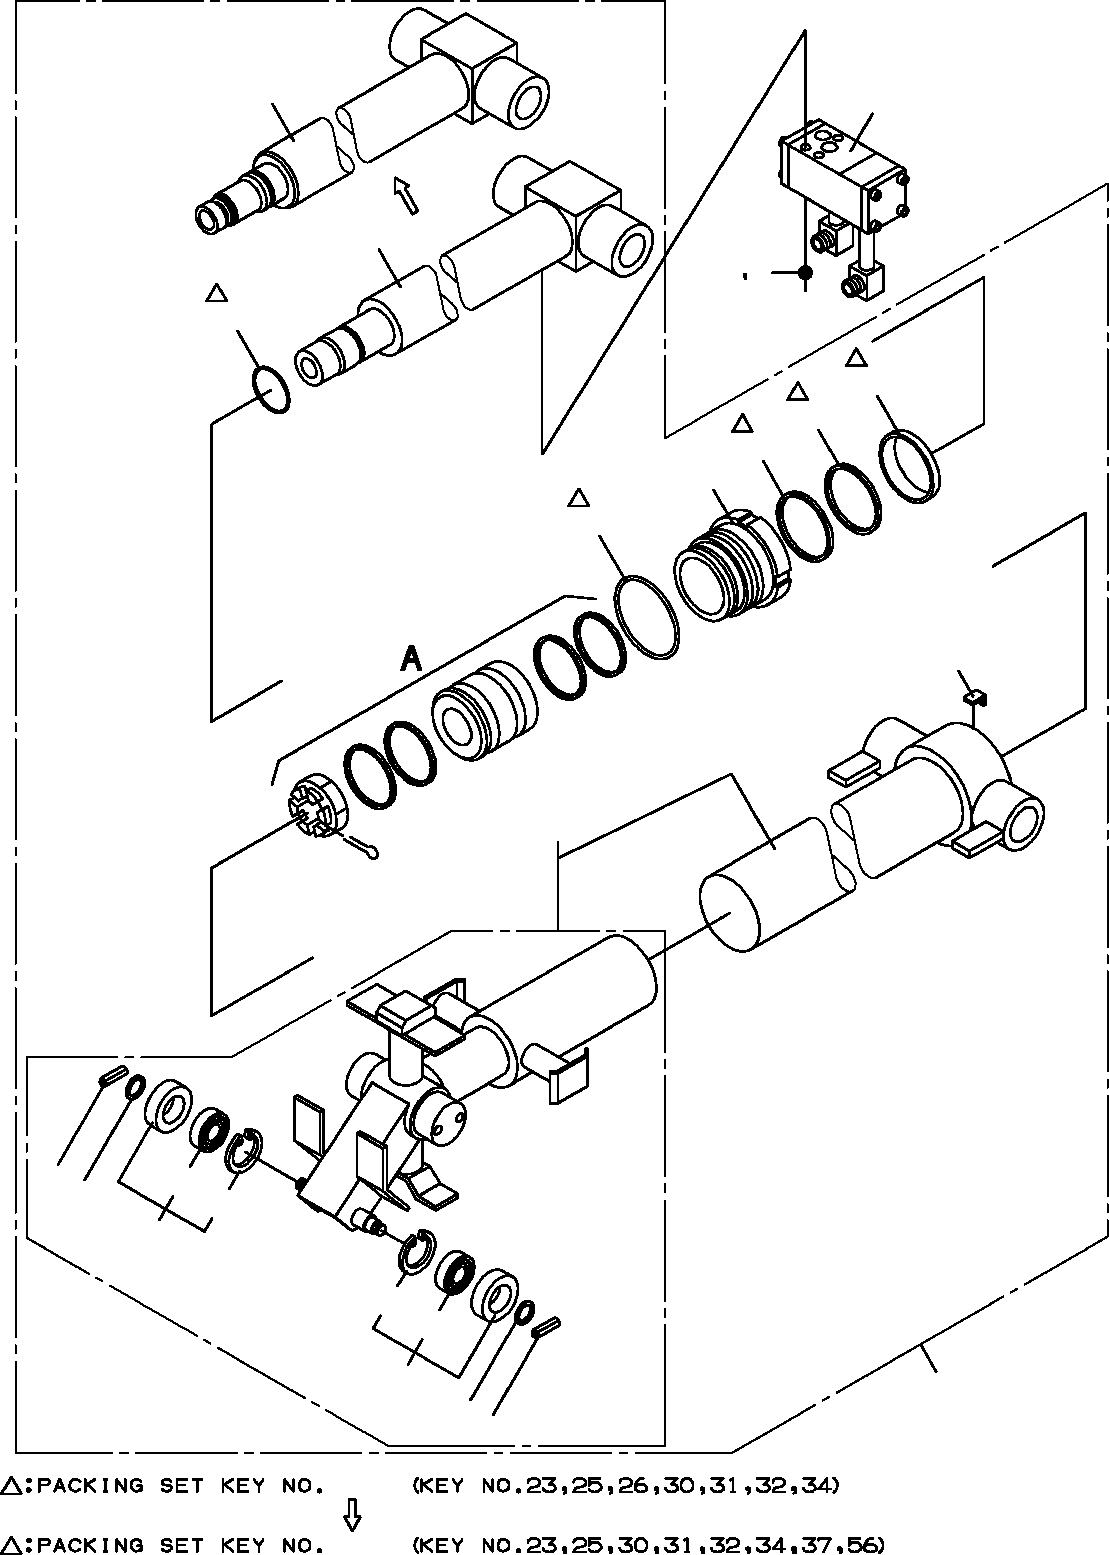 A
△:PACKING SET KEY NO. (KEY NO.23,25,26,30,31,32,34)
△:PACKING SET KEY NO. (KEY NO.23,25,30,31,32,34,37,56)